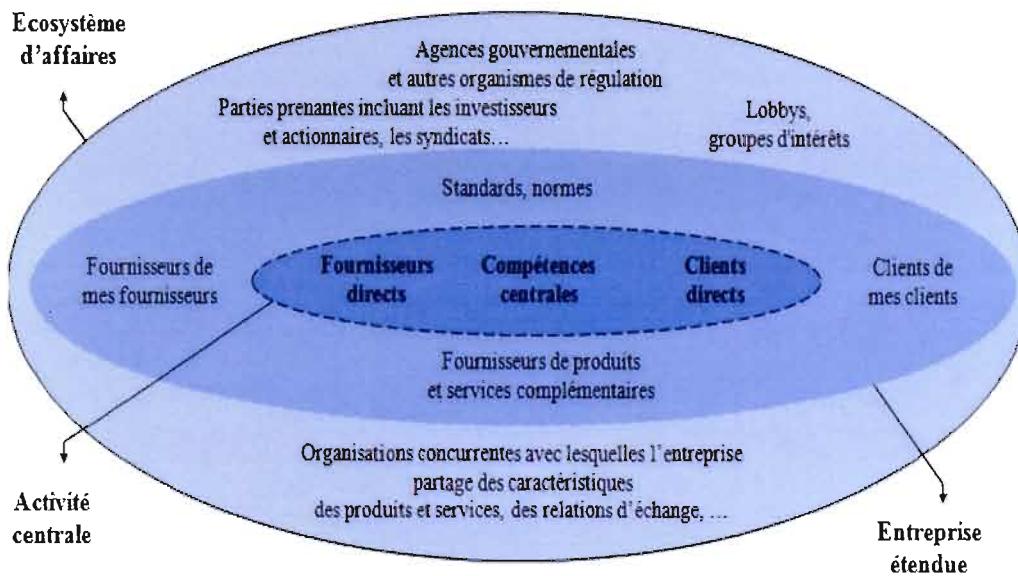 Ecosystème
d'affaires
Agences gouvernementales
et autres organismes de régulation
Parties prenantes incluant les investisseurs
et actionnaires, les syndicats…
Lobbys,
groupes d'intérêts
Standards, normes
Fournisseurs de
mes fournisseurs
Fournisseurs
directs
Compétences
centrales
Clients
directs
Clients de
mes clients
Fournisseurs de produits
et services complémentaires
Organisations concurrentes avec lesquelles l'entreprise
partage des caractéristiques
des produits et services, des relations d'échange, …
Activité
centrale
Entreprise
étendue